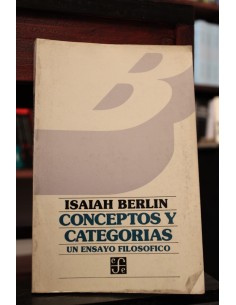 ISAIAH BERLIN
CONCEPTOS Y
CATEGORIAS
UN ENSAYO FILOSOFICO